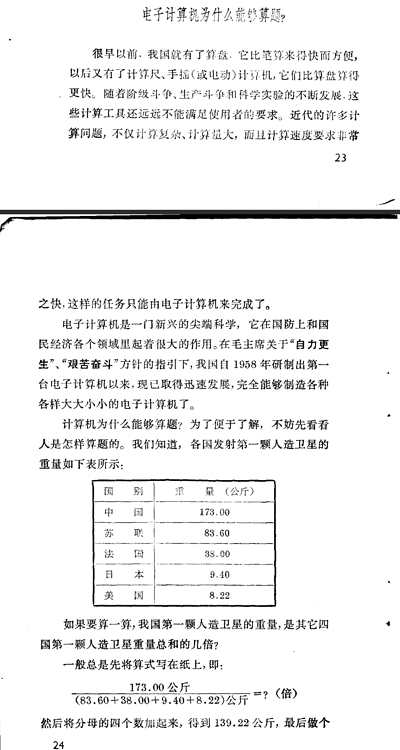 电子计算机为什么能够算题?
很早以前，我国就有了算盘，它比笔算来得快而方便，
以后又有了计算尺、手摇(或电动)计算机，它们比算盘算得
更快。随着阶级斗争、生产斗争和科学实验的不断发展，这
些计算工具还远远不能满足使用者的要求。近代的许多计
算问题，不仅计算复杂、计算量大，而且计算速度要求非常
23
之快，这样的任务只能由电子计算机来完成了。
电子计算机是一门新兴的尖端科学，它在国防上和国
民经济各个领域里起着很大的作用。在毛主席关于“自力更
生”、“艰苦奋斗”方针的指引下，我国自 1958 年研制出第一
台电子计算机以来，现已取得迅速发展，完全能够制造各种
各样大大小小的电子计算机了。
计算机为什么能够算题? 为了便于了解，不妨先看看
人是怎样算题的。我们知道，各国发射第一颗人造卫星的
重量如下表所示：
国 别 重 量 (公斤)
中 国 173.00
苏 联 83.60
法 国 38.00
日 本 9.40
美 国 8.22
如果要算一算，我国第一颗人造卫星的重量，是其它四
国第一颗人造卫星重量总和的几倍?
一般总是先将算式写在纸上，即：
173.00 公斤
(83.60+38.00+9.40+8.22)公斤 =? (倍)
然后将分母的四个数加起来，得到 139.22 公斤，最后做个
24